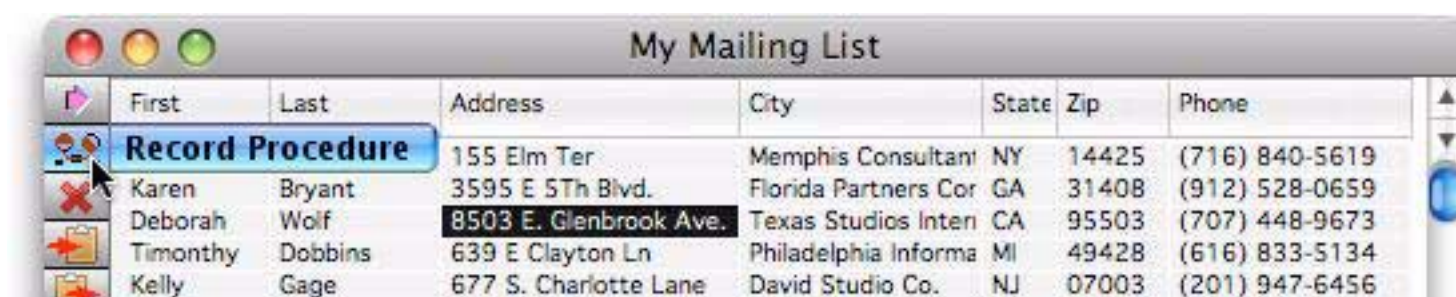 My Mailing List
First Last Address City State Zip Phone
Record Procedure 155 Elm Ter Memphis Consultant NY 14425 (716) 840-5619
Karen Bryant 3595 E 5Th Blvd. Florida Partners Cor GA 31408 (912) 528-0659
Deborah Wolf 8503 E. Glenbrook Ave. Texas Studios Intern CA 95503 (707) 448-9673
Timonthy Dobbins 639 E Clayton Ln Philadelphia Informa MI 49428 (616) 833-5134
Kelly Gage 677 S. Charlotte Lane David Studio Co. NJ 07003 (201) 947-6456